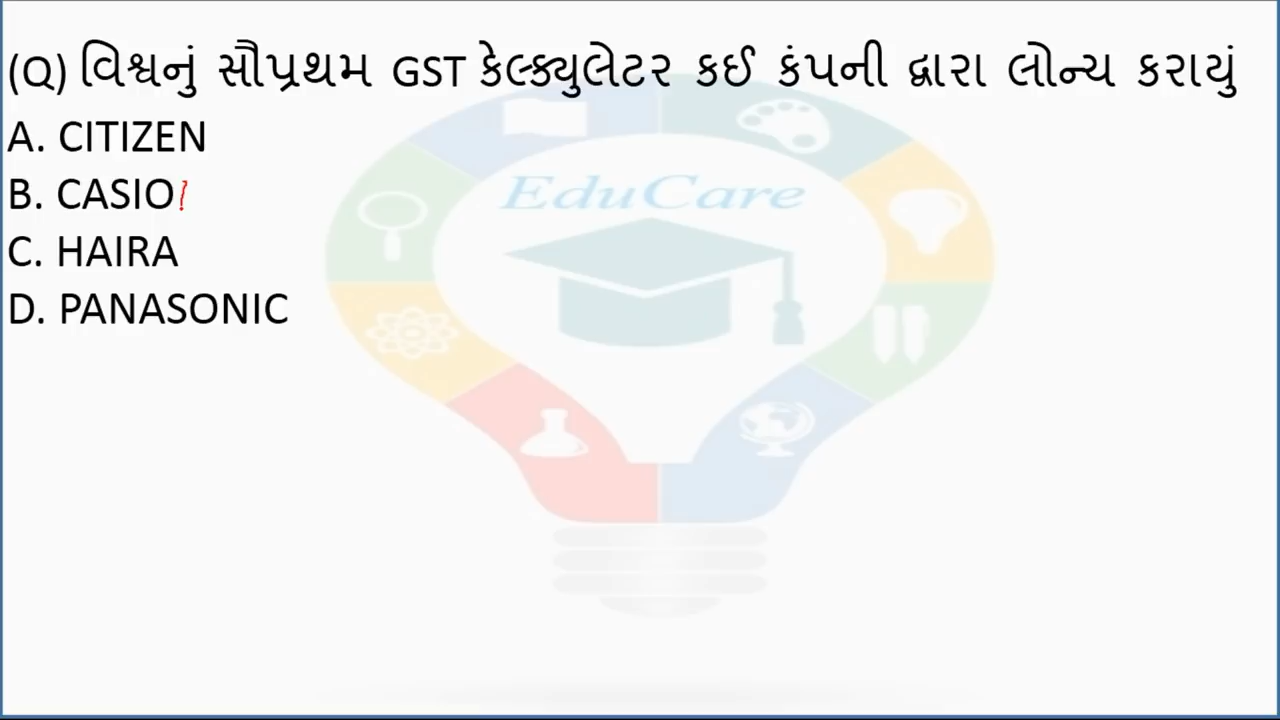 (Q) વિશ્વનું સૌપ્રથમ GST કેલ્ક્યુલેટર કઈ કંપની દ્વારા લોન્ચ કરાયું
A. CITIZEN
B. CASIO
C. HAIRA
D. PANASONIC
EduCare